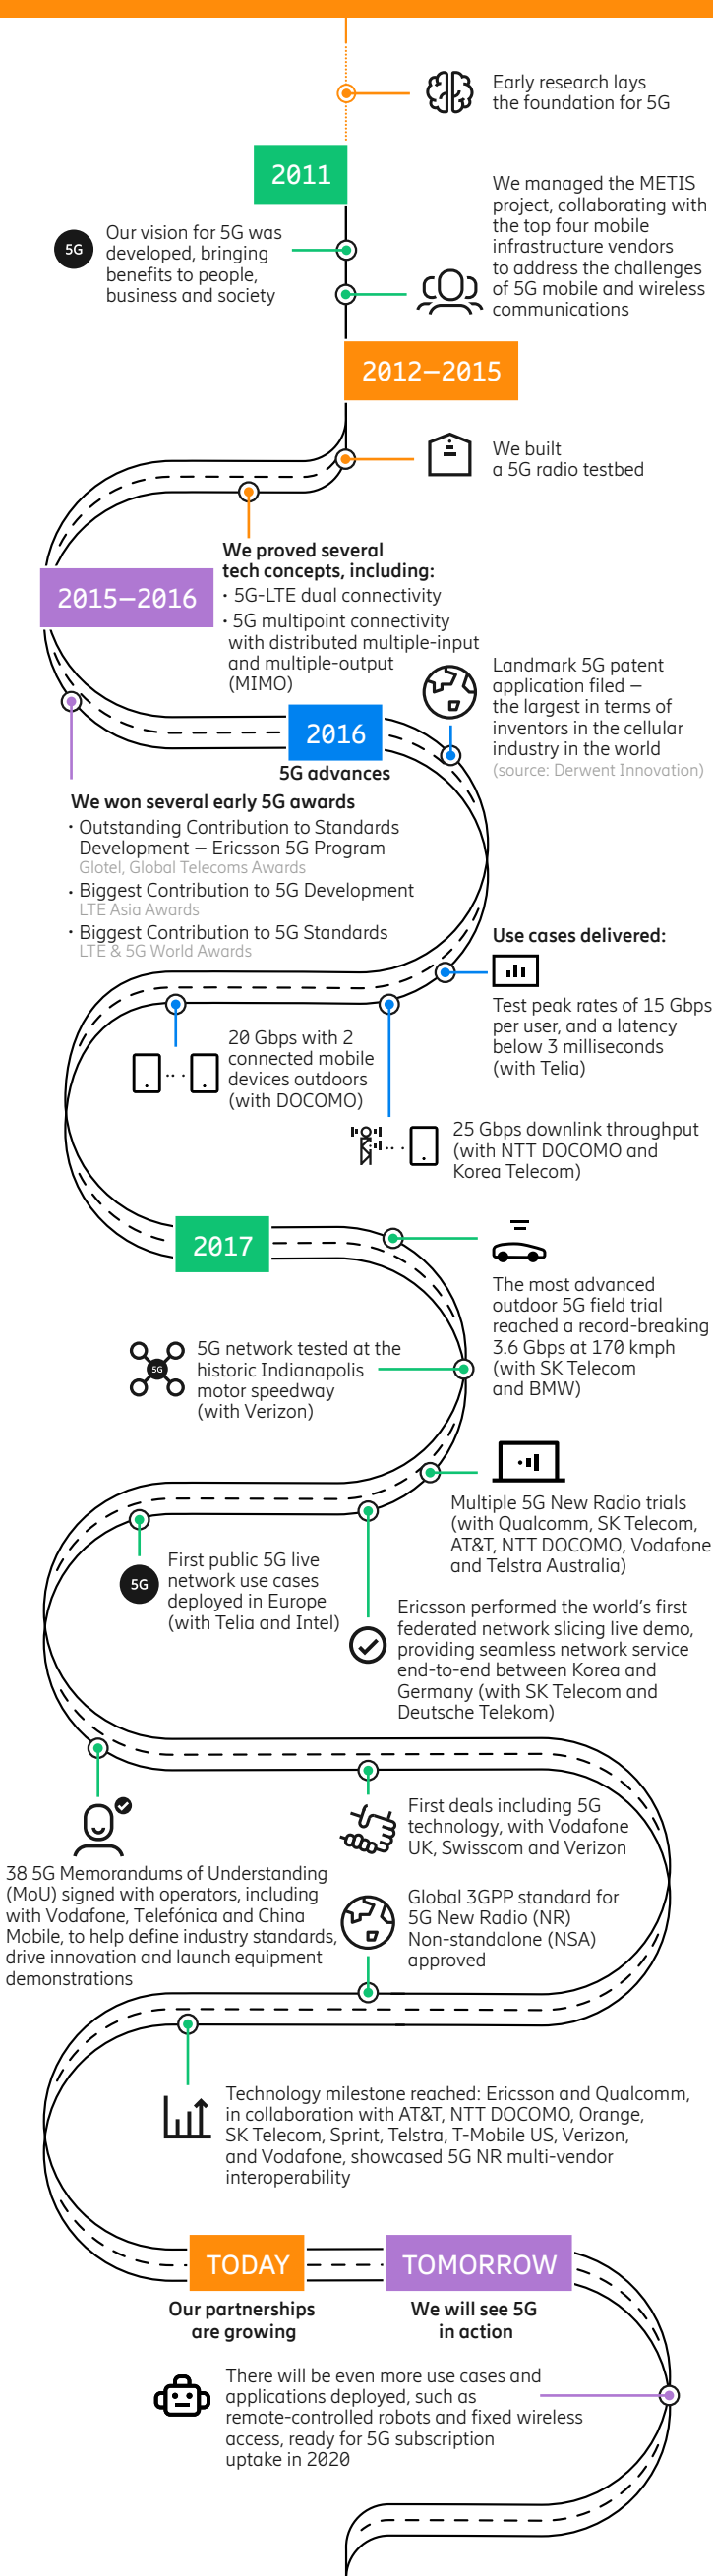 Early research lays
the foundation for 5G
2011
5G
Our vision for 5G was
developed, bringing
benefits to people,
business and society
We managed the METIS
project, collaborating with
the top four mobile
infrastructure vendors
to address the challenges
of 5G mobile and wireless
communications
2012–2015
We built
a 5G radio testbed
We proved several
tech concepts, including:
· 5G-LTE dual connectivity
· 5G multipoint connectivity
with distributed multiple-input
and multiple-output
(MIMO)
2015–2016
We won several early 5G awards
· Outstanding Contribution to Standards
Development – Ericsson 5G Program
Glotel, Global Telecoms Awards
· Biggest Contribution to 5G Development
LTE Asia Awards
· Biggest Contribution to 5G Standards
LTE & 5G World Awards
2016
5G advances
Landmark 5G patent
application filed –
the largest in terms of
inventors in the cellular
industry in the world
(source: Derwent Innovation)
Use cases delivered:
Test peak rates of 15 Gbps
per user, and a latency
below 3 milliseconds
(with Telia)
20 Gbps with 2
connected mobile
devices outdoors
(with DOCOMO)
25 Gbps downlink throughput
(with NTT DOCOMO and
Korea Telecom)
2017
The most advanced
outdoor 5G field trial
reached a record-breaking
3.6 Gbps at 170 kmph
(with SK Telecom
and BMW)
5G
5G network tested at the
historic Indianapolis
motor speedway
(with Verizon)
Multiple 5G New Radio trials
(with Qualcomm, SK Telecom,
AT&T, NTT DOCOMO, Vodafone
and Telstra Australia)
5G
First public 5G live
network use cases
deployed in Europe
(with Telia and Intel)
Ericsson performed the world's first
federated network slicing live demo,
providing seamless network service
end-to-end between Korea and
Germany (with SK Telecom and
Deutsche Telekom)
38 5G Memorandums of Understanding
(MoU) signed with operators, including
with Vodafone, Telefónica and China
Mobile, to help define industry standards,
drive innovation and launch equipment
demonstrations
First deals including 5G
technology, with Vodafone
UK, Swisscom and Verizon
Global 3GPP standard for
5G New Radio (NR)
Non-standalone (NSA)
approved
Technology milestone reached: Ericsson and Qualcomm,
in collaboration with AT&T, NTT DOCOMO, Orange,
SK Telecom, Sprint, Telstra, T-Mobile US, Verizon,
and Vodafone, showcased 5G NR multi-vendor
interoperability
TODAY
Our partnerships
are growing
TOMORROW
We will see 5G
in action
There will be even more use cases and
applications deployed, such as
remote-controlled robots and fixed wireless
access, ready for 5G subscription
uptake in 2020